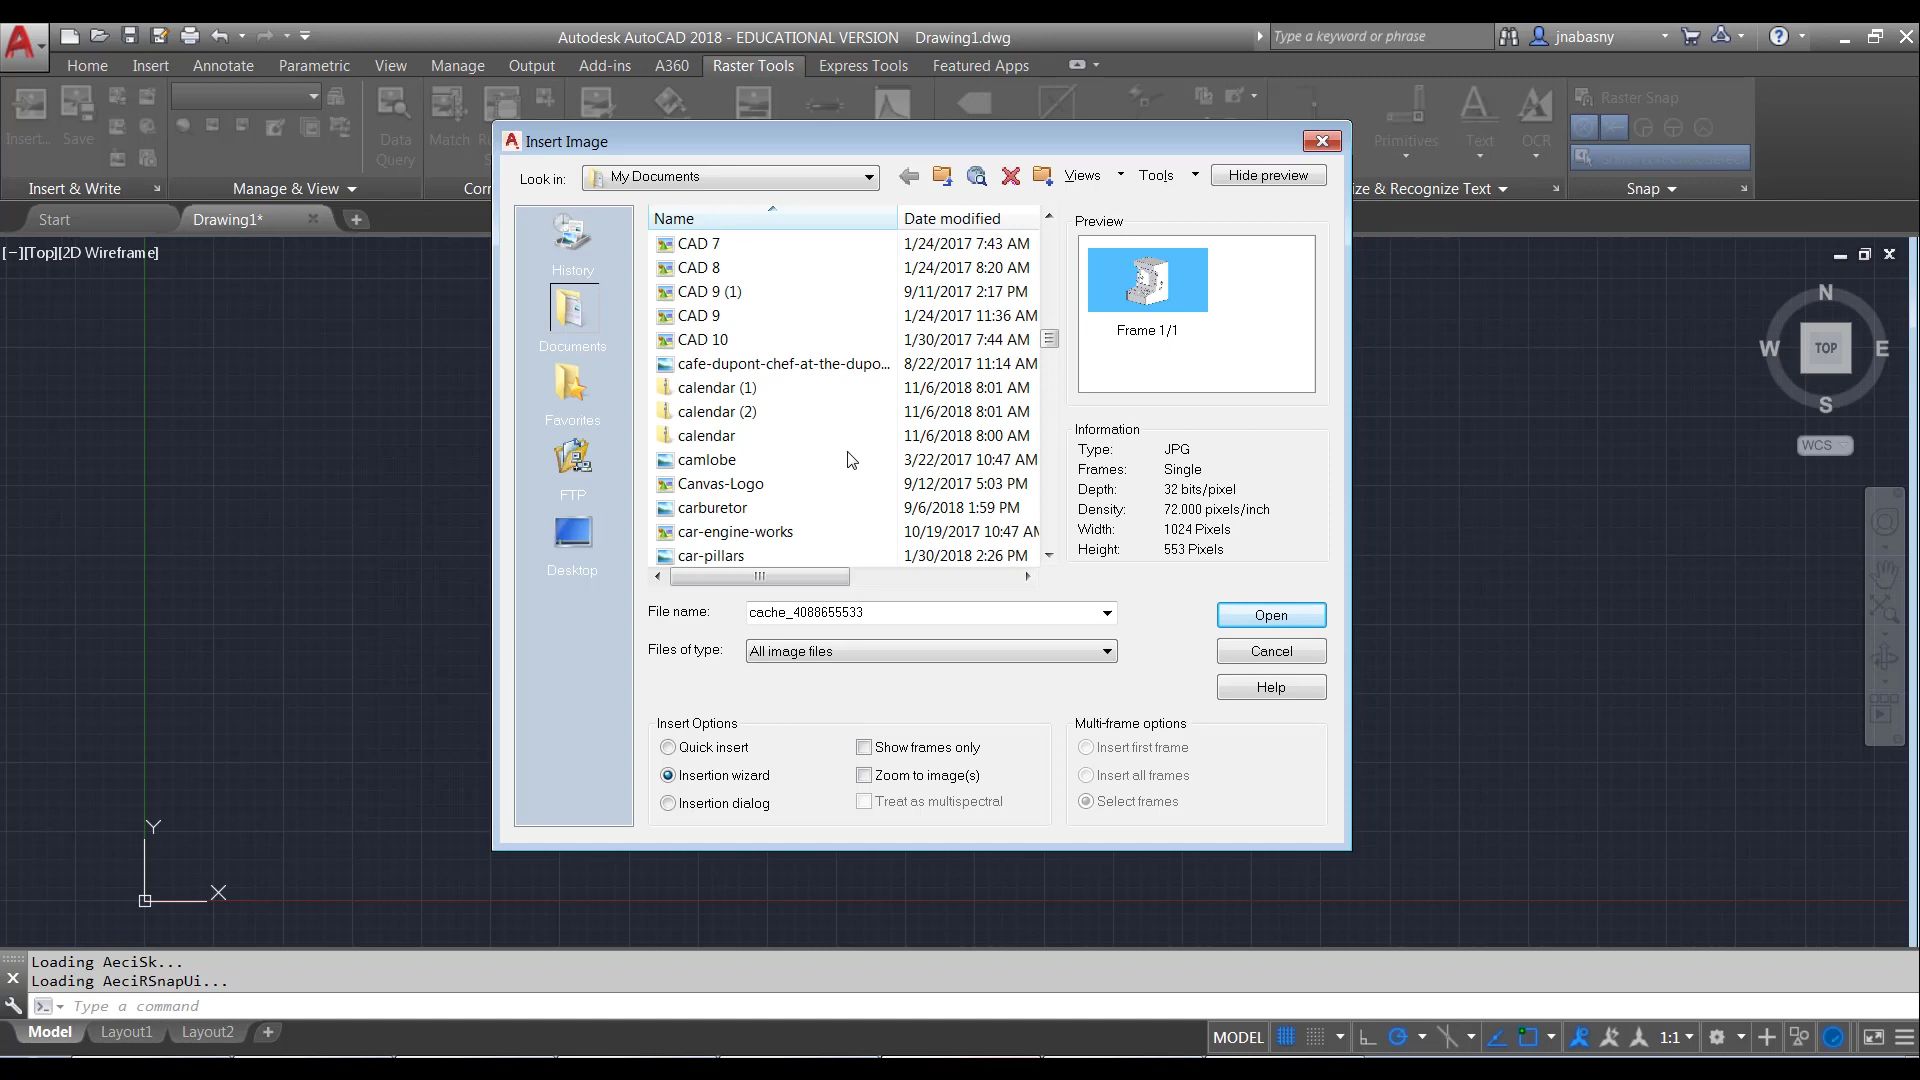 Autodesk AutoCAD 2018 - EDUCATIONAL VERSION Drawing1.dwg
Type a keyword or phrase
jnabasny
Home Insert Annotate Parametric View Manage Output Add-ins A360 Raster Tools Express Tools Featured Apps
Insert... Save
Data
Query
Match
Primitives Text OCR
Raster Snap
Insert & Write
Manage & View
Snap
Start Drawing1*
[−][Top][2D Wireframe]
Insert Image
Look in: My Documents
Views Tools
Hide preview
History
Documents
Favorites
FTP
Desktop
Name Date modified
CAD 7 1/24/2017 7:43 AM
CAD 8 1/24/2017 8:20 AM
CAD 9 (1) 9/11/2017 2:17 PM
CAD 9 1/24/2017 11:36 AM
CAD 10 1/30/2017 7:44 AM
cafe-dupont-chef-at-the-dupo... 8/22/2017 11:14 AM
calendar (1) 11/6/2018 8:01 AM
calendar (2) 11/6/2018 8:01 AM
calendar 11/6/2018 8:00 AM
camlobe 3/22/2017 10:47 AM
Canvas-Logo 9/12/2017 5:03 PM
carburetor 9/6/2018 1:59 PM
car-engine-works 10/19/2017 10:47 AM
car-pillars 1/30/2018 2:26 PM
Preview
Frame 1/1
Information
Type: JPG
Frames: Single
Depth: 32 bits/pixel
Density: 72.000 pixels/inch
Width: 1024 Pixels
Height: 553 Pixels
File name: cache_4088655533
Files of type: All image files
Open
Cancel
Help
Insert Options
Quick insert
Insertion wizard
Insertion dialog
Show frames only
Zoom to image(s)
Treat as multispectral
Multi-frame options
Insert first frame
Insert all frames
Select frames
N
W TOP E
S
WCS
Y
X
Loading AeciSk...
Loading AeciRSnapUi...
Type a command
Model Layout1 Layout2
MODEL
1:1